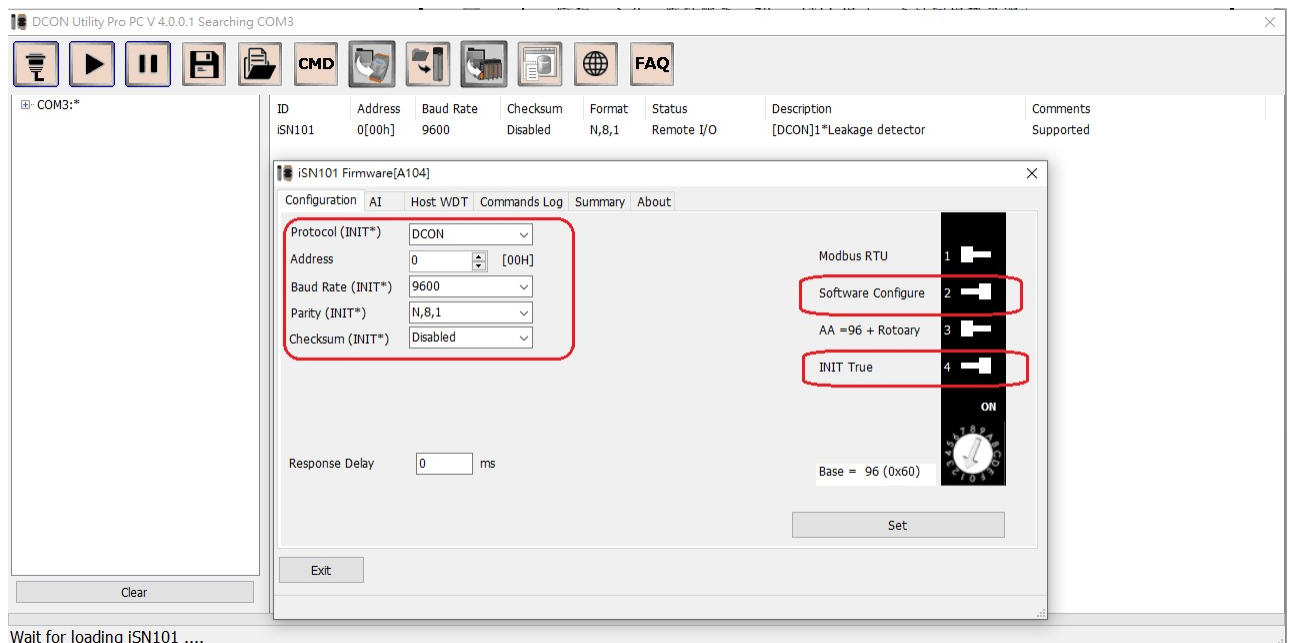 DCON Utility Pro PC V 4.0.0.1 Searching COM3
CMD
FAQ
COM3:*
ID Address Baud Rate Checksum Format Status Description Comments
iSN101 0[00h] 9600 Disabled N,8,1 Remote I/O [DCON]1*Leakage detector Supported
iSN101 Firmware[A104]
Configuration AI Host WDT Commands Log Summary About
Protocol (INIT*) DCON
Address 0 [00H]
Baud Rate (INIT*) 9600
Parity (INIT*) N,8,1
Checksum (INIT*) Disabled
Response Delay 0 ms
Modbus RTU 1
Software Configure 2
AA =96 + Rotoary 3
INIT True 4
ON
Base = 96 (0x60)
Set
Exit
Clear
Wait for loading iSN101 ....